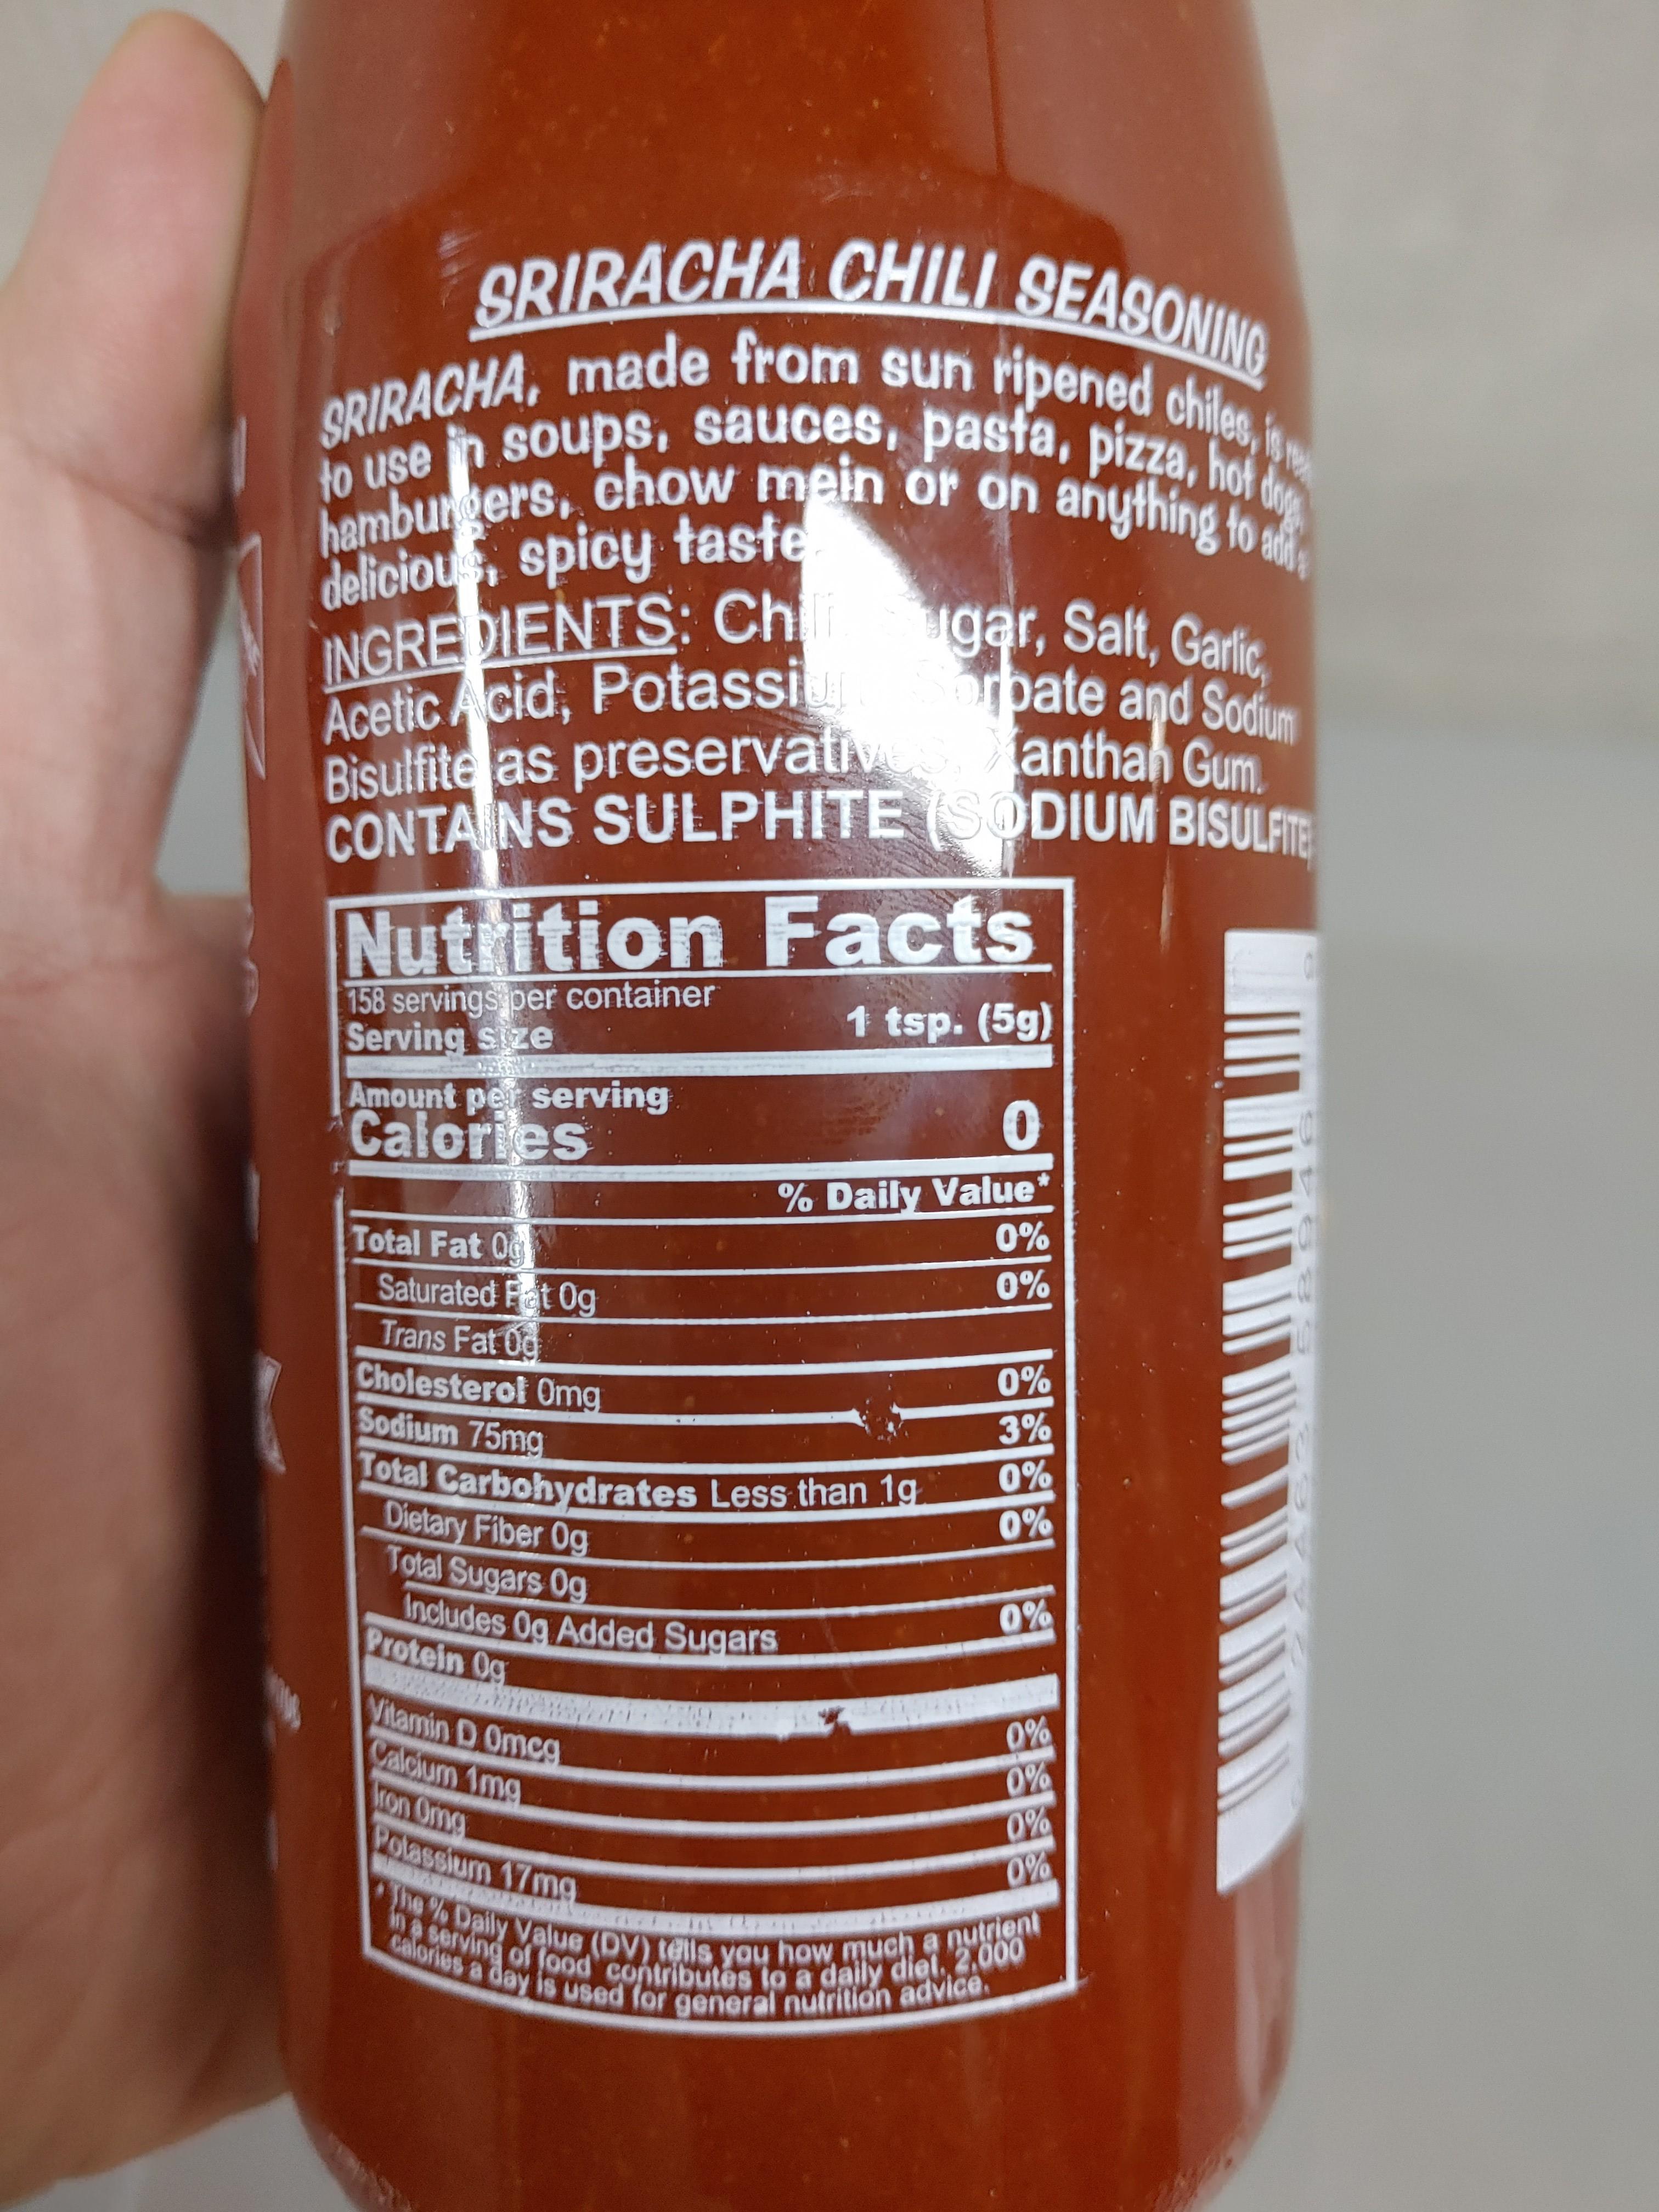 SRIRACHA CHILI SEASONING
SRIRACHA, made from sun ripened chiles, is
to use in soups, sauces, pasta, pizza, hot dogs,
hamburgers, chow mein or on anything to add a
delicious, spicy taste.
INGREDIENTS: Chili, Sugar, Salt, Garlic,
Acetic Acid, Potassium Sorbate and Sodium
Bisulfite as preservatives, Xanthan Gum.
CONTAINS SULPHITE (SODIUM BISULFITE)
Nutrition Facts
158 servings per container
Serving size 1 tsp. (5g)
Amount per serving
Calories 0
% Daily Value*
Total Fat 0g 0%
Saturated Fat 0g 0%
Trans Fat 0g
Cholesterol 0mg 0%
Sodium 75mg 3%
Total Carbohydrates Less than 1g 0%
Dietary Fiber 0g 0%
Total Sugars 0g
Includes 0g Added Sugars 0%
Protein 0g
Vitamin D 0mcg 0%
Calcium 1mg 0%
Iron 0mg 0%
Potassium 17mg 0%
* The % Daily Value (DV) tells you how much a nutrient
in a serving of food contributes to a daily diet. 2,000
calories a day is used for general nutrition advice.